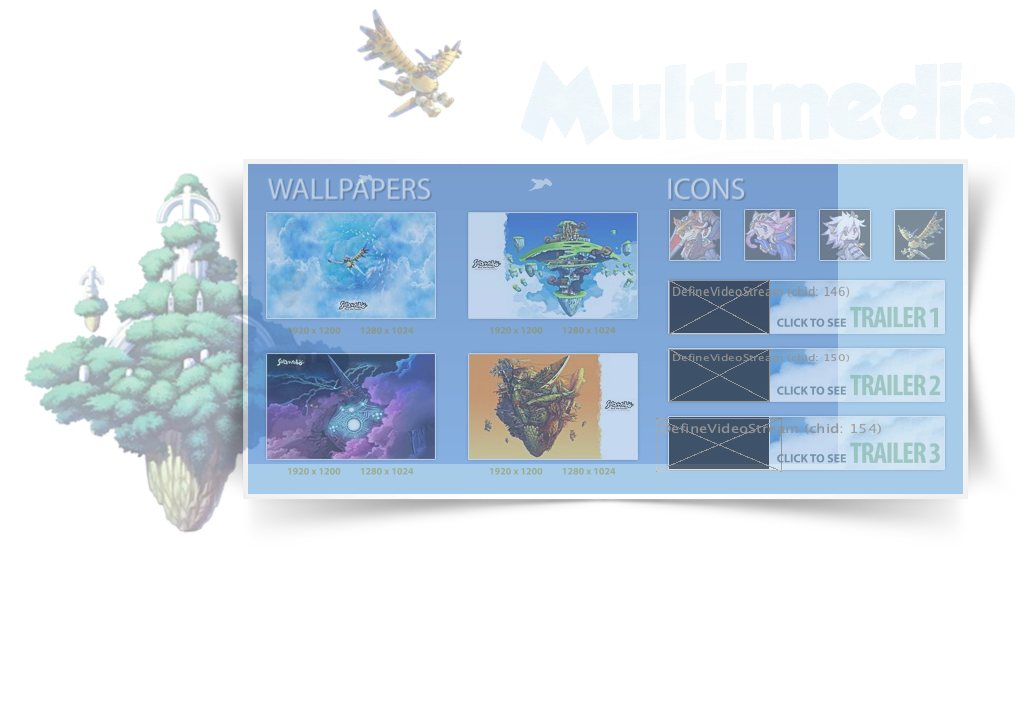 Multimedia
WALLPAPERS
ICONS
1920 x 1200 1280 x 1024
1920 x 1200 1280 x 1024
DefineVideoStream (chid: 146)
CLICK TO SEE TRAILER 1
DefineVideoStream (chid: 150)
CLICK TO SEE TRAILER 2
1920 x 1200 1280 x 1024
1920 x 1200 1280 x 1024
DefineVideoStream (chid: 154)
CLICK TO SEE TRAILER 3